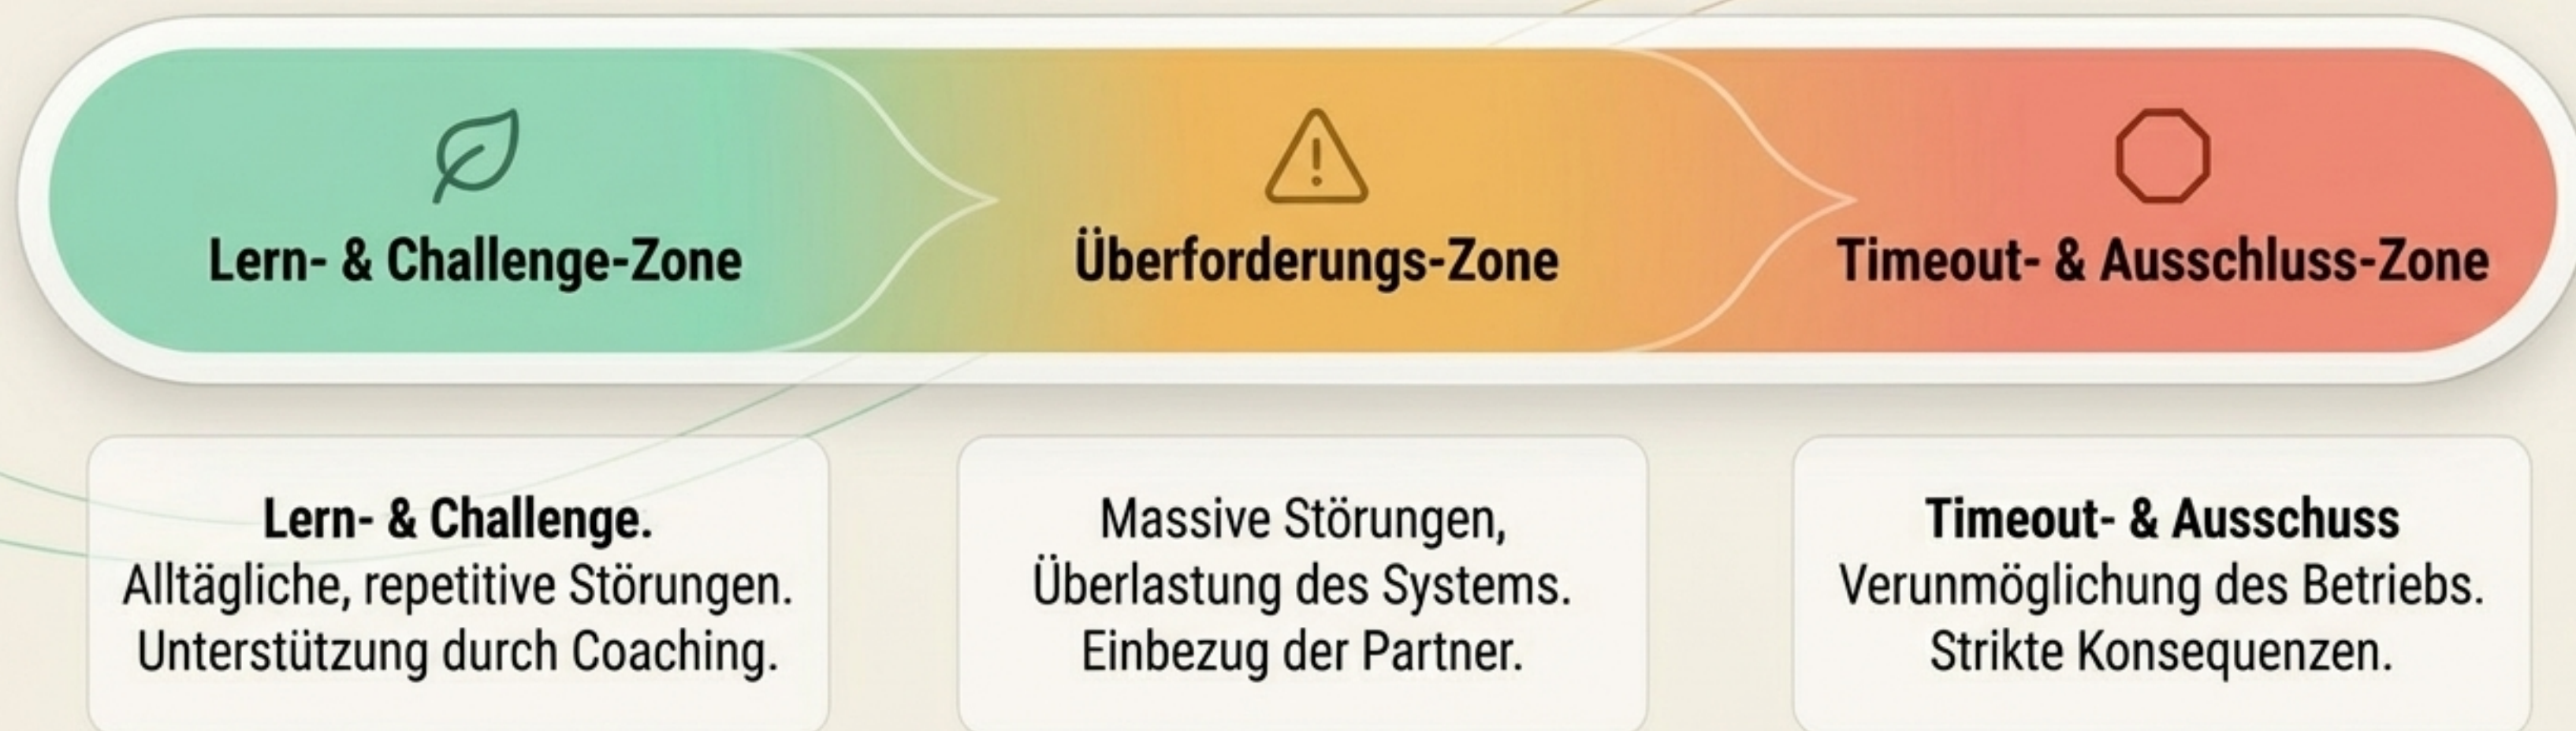 Lern- & Challenge-Zone
Überforderungs-Zone
Timeout- & Ausschluss-Zone
Lern- & Challenge.
Alltägliche, repetitive Störungen.
Unterstützung durch Coaching.
Massive Störungen,
Überlastung des Systems.
Einbezug der Partner.
Timeout- & Ausschuss
Verunmöglichung des Betriebs.
Strikte Konsequenzen.